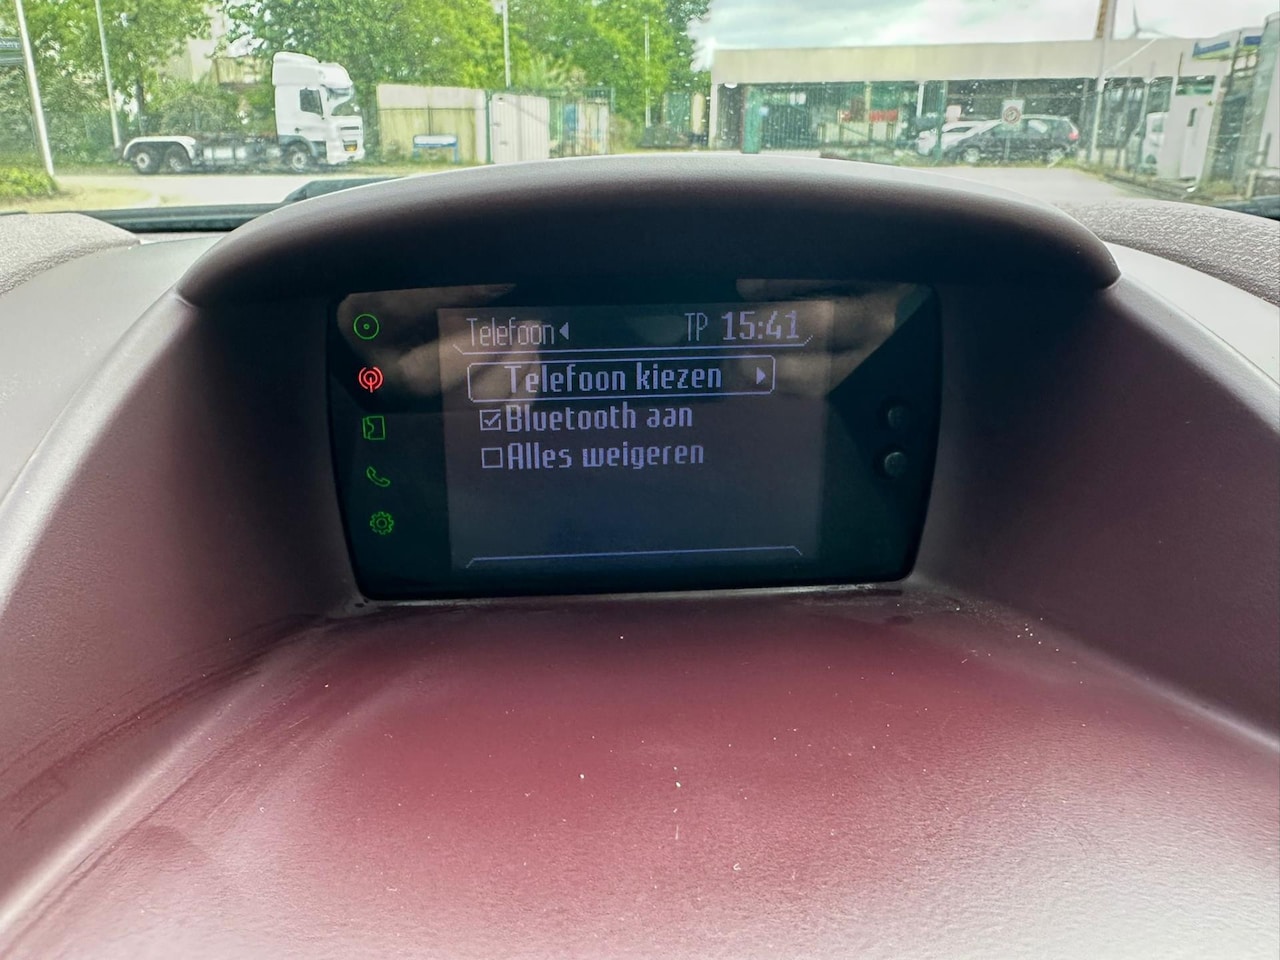 Telefoon TP 15:41
Telefoon kiezen
Bluetooth aan
Alles weigeren